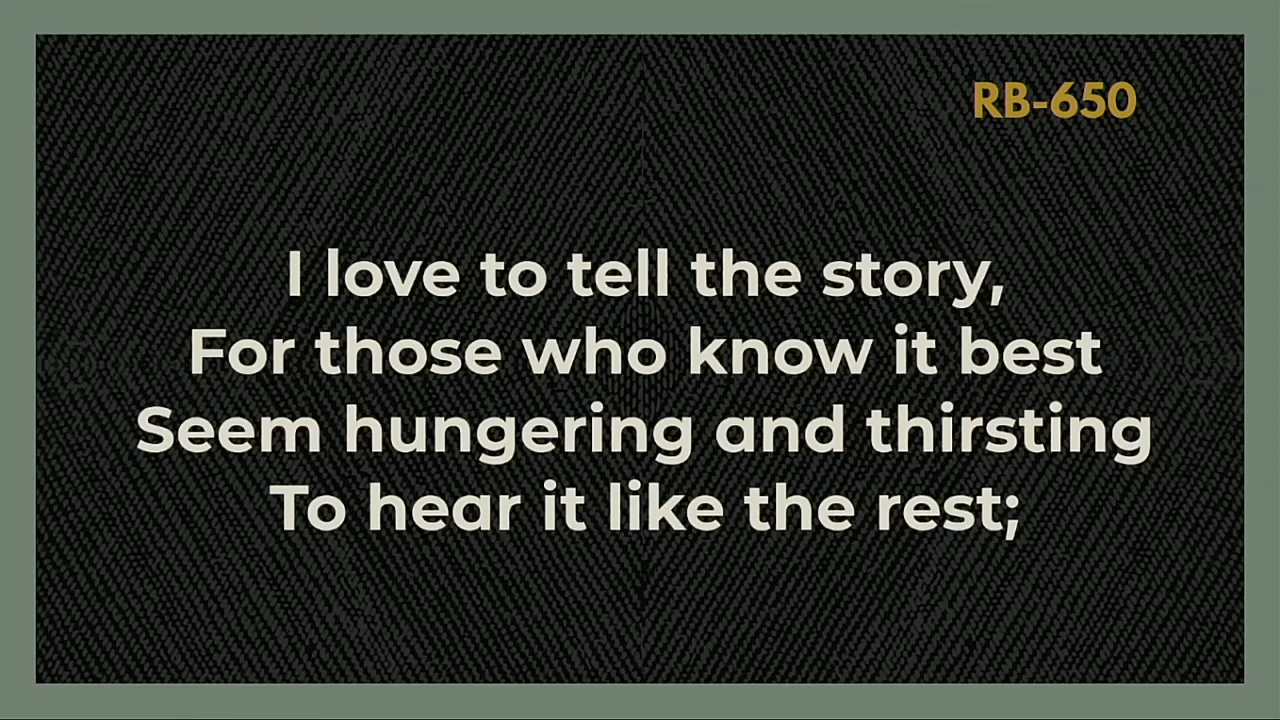 RB-650
I love to tell the story,
For those who know it best
Seem hungering and thirsting
To hear it like the rest;